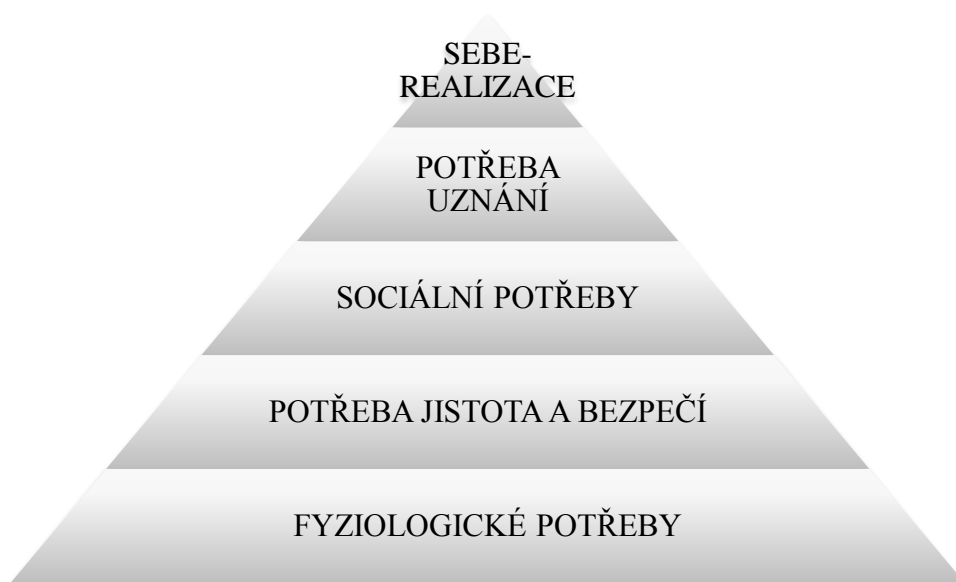 SEBE-
REALIZACE
POTŘEBA
UZNÁNÍ
SOCIÁLNÍ POTŘEBY
POTŘEBA JISTOTA A BEZPEČÍ
FYZIOLOGICKÉ POTŘEBY